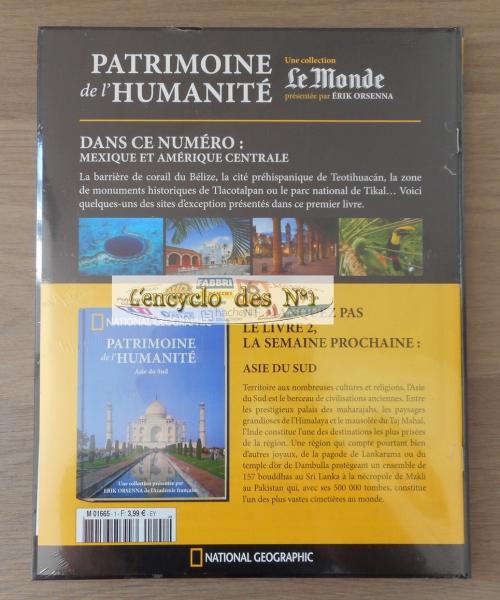 PATRIMOINE
de l'HUMANITÉ
Une collection
Le Monde
présentée par ÉRIK ORSENNA
DANS CE NUMÉRO :
MEXIQUE ET AMÉRIQUE CENTRALE
La barrière de corail du Bélize, la cité préhispanique de Teotihuacán, la zone
de monuments historiques de Tlacotalpan ou le parc national de Tikal… Voici
quelques-uns des sites d'exception présentés dans ce premier livre.
FABBRI
L'encyclo des N°1
hachette
PAS
LE LIVRE 2,
LA SEMAINE PROCHAINE :
NATIONAL GEOGRAPHIC
PATRIMOINE
de l'HUMANITÉ
Asie du Sud
Une collection présentée par
ERIK ORSENNA de l'Académie française
ASIE DU SUD
Territoire aux nombreuses cultures et religions, l'Asie
du Sud est le berceau de civilisations anciennes. Entre
les prestigieux palais des maharajahs, les paysages
grandioses de l'Himalaya et le mausolée du Taj Mahal,
l'Inde constitue l'une des destinations les plus prisées
de la région. Une région qui compte pourtant bien
d'autres joyaux, de la pagode de Lankarama ou du
temple d'or de Dambulla protégeant un ensemble de
157 bouddhas au Sri Lanka à la nécropole de Makli
au Pakistan qui, avec ses 500 000 tombes, constitue
l'un des plus vastes cimetières au monde.
M 01665 - 1 - F: 3,99 € - EY
NATIONAL GEOGRAPHIC